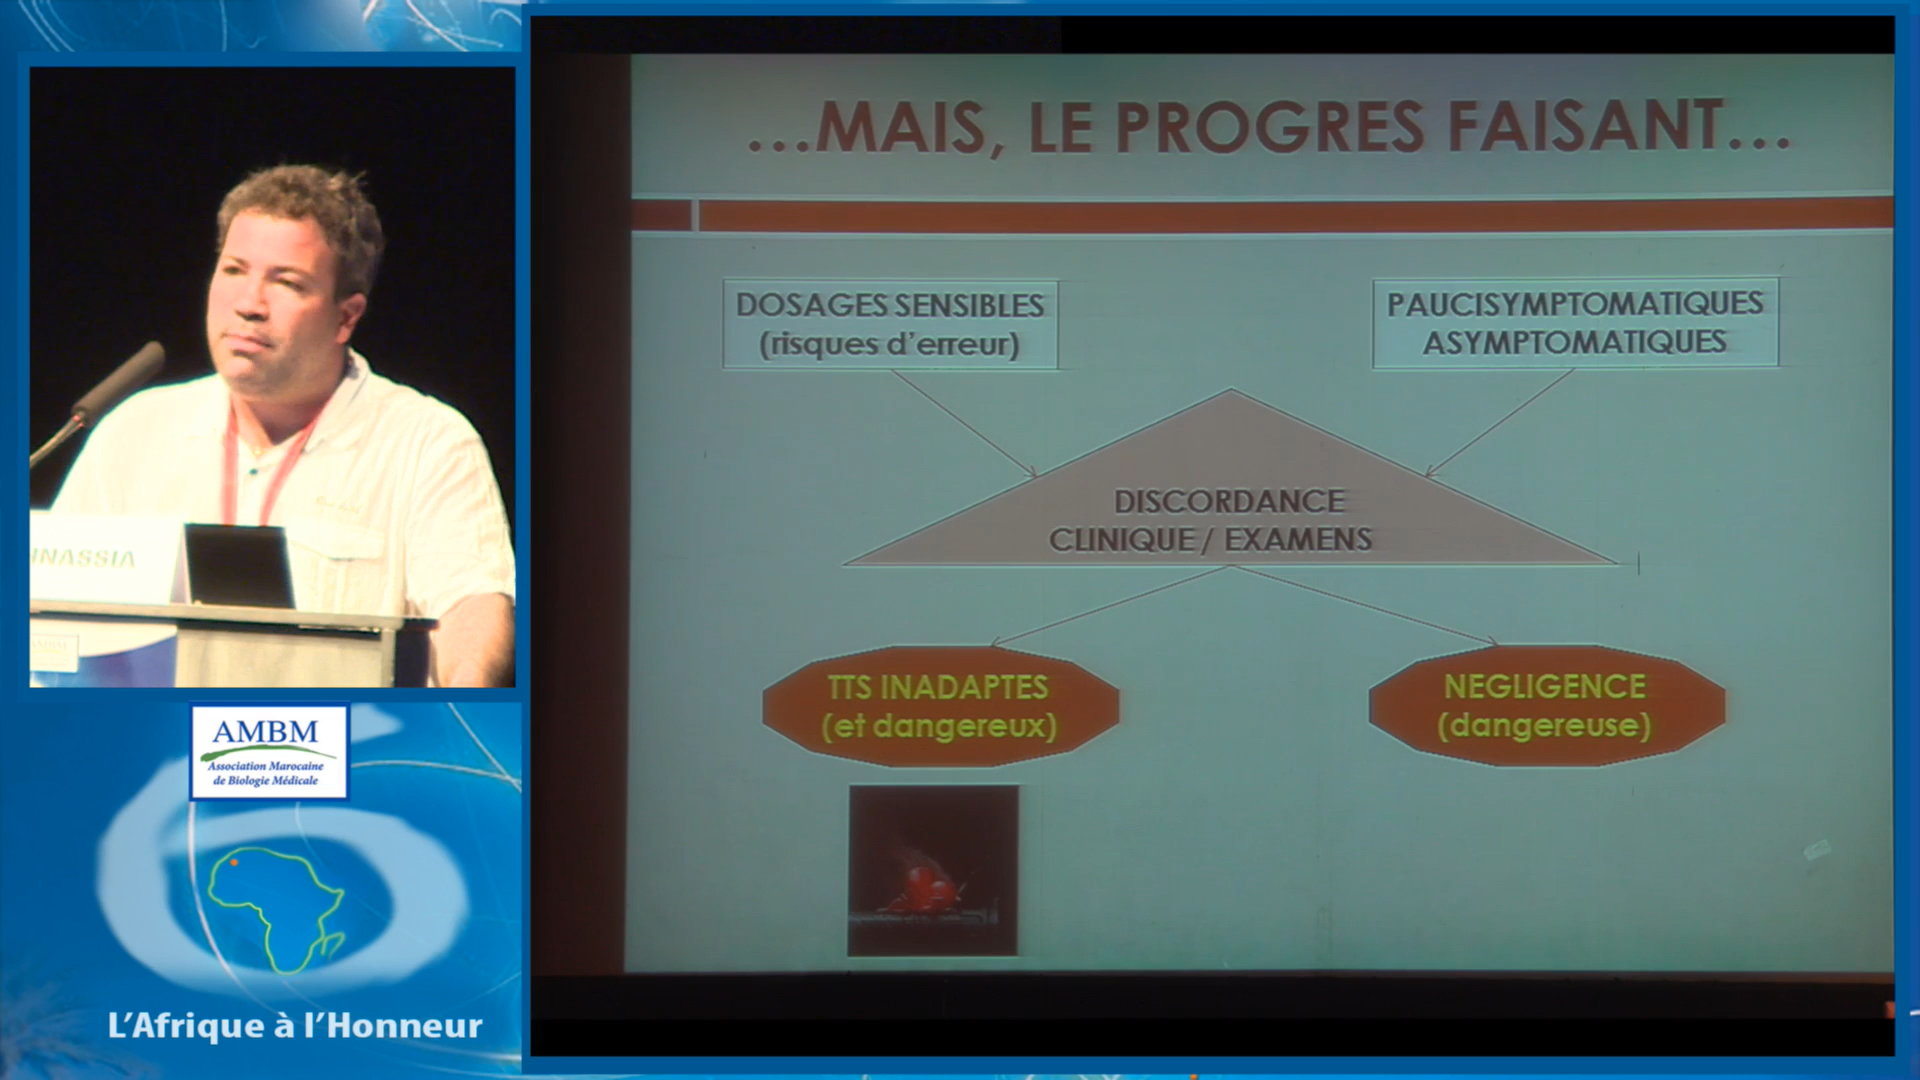 …MAIS, LE PROGRES FAISANT…
DOSAGES SENSIBLES
(risques d'erreur)
PAUCISYMPTOMATIQUES
ASYMPTOMATIQUES
DISCORDANCE
CLINIQUE / EXAMENS
TTS INADAPTES
(et dangereux)
NEGLIGENCE
(dangereuse)
NNASSIA
AMBM
Association Marocaine
de Biologie Médicale
L'Afrique à l'Honneur